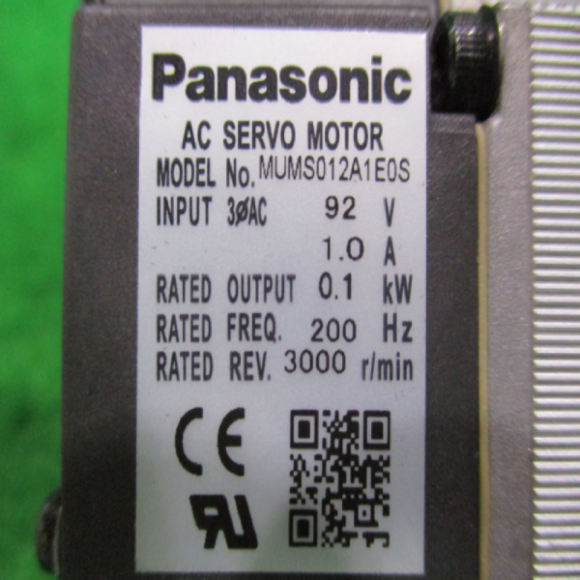 Panasonic
AC SERVO MOTOR
MODEL No. MUMS012A1E0S
INPUT 3øAC 92 V
1.0 A
RATED OUTPUT 0.1 kW
RATED FREQ. 200 Hz
RATED REV. 3000 r/min
CE
RU